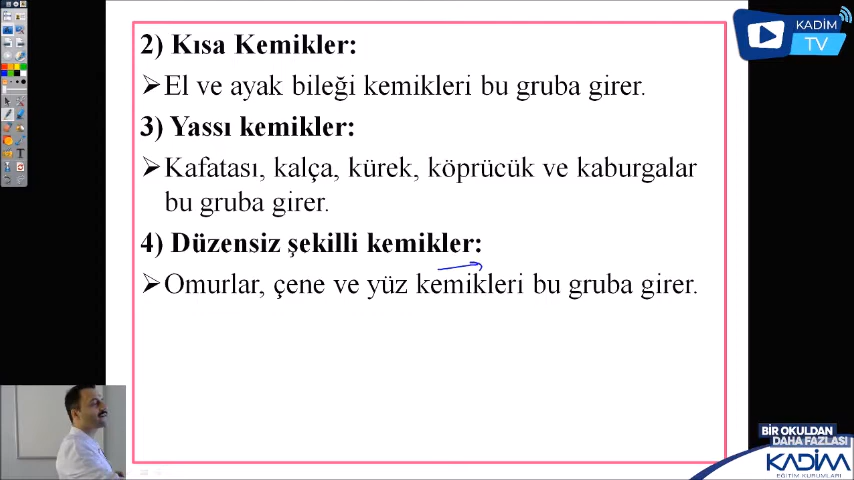 2) Kısa Kemikler:
➢El ve ayak bileği kemikleri bu gruba girer.
3) Yassı kemikler:
➢Kafatası, kalça, kürek, köprücük ve kaburgalar
bu gruba girer.
4) Düzensiz şekilli kemikler:
➢Omurlar, çene ve yüz kemikleri bu gruba girer.
KADİM
TV
BİR OKULDAN
DAHA FAZLASI
KADİM
EĞİTİM KURUMLARI